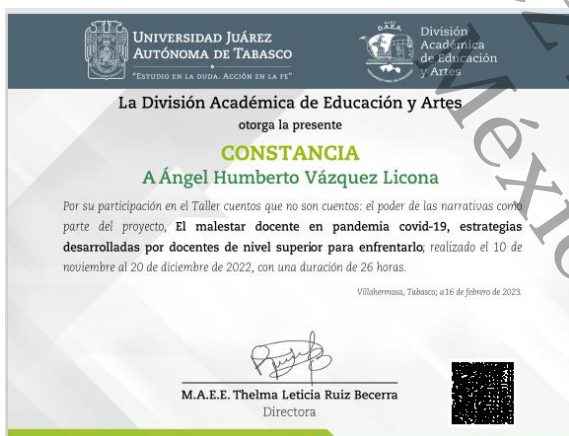 UNIVERSIDAD JUÁREZ
AUTÓNOMA DE TABASCO
"ESTUDIO EN LA DUDA. ACCIÓN EN LA FE"
DAEA
División
Académica
de Educación
y Artes
La División Académica de Educación y Artes
otorga la presente
CONSTANCIA
A Ángel Humberto Vázquez Licona
Por su participación en el Taller cuentos que no son cuentos: el poder de las narrativas como
parte del proyecto, El malestar docente en pandemia covid-19, estrategias
desarrolladas por docentes de nivel superior para enfrentarlo; realizado el 10 de
noviembre al 20 de diciembre de 2022, con una duración de 26 horas.
Villahermosa, Tabasco; a 16 de febrero de 2023.
M.A.E.E. Thelma Leticia Ruiz Becerra
Directora